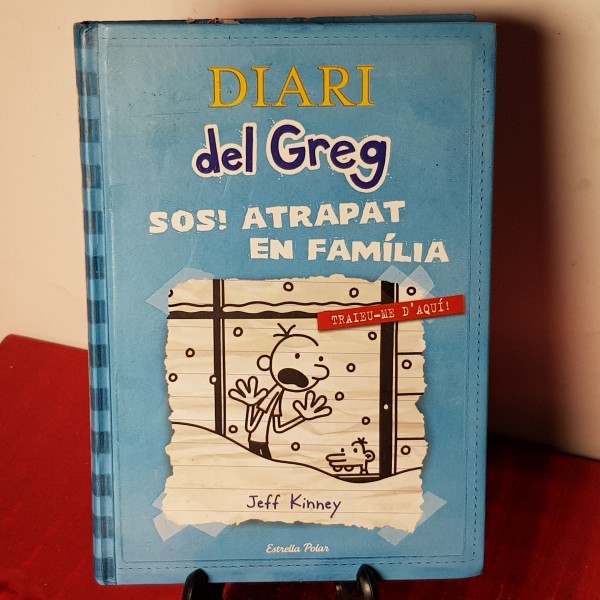 DIARI
del Greg
SOS! ATRAPAT
EN FAMÍLIA
TRAIEU-ME D'AQUÍ!
Jeff Kinney
Estrella Polar